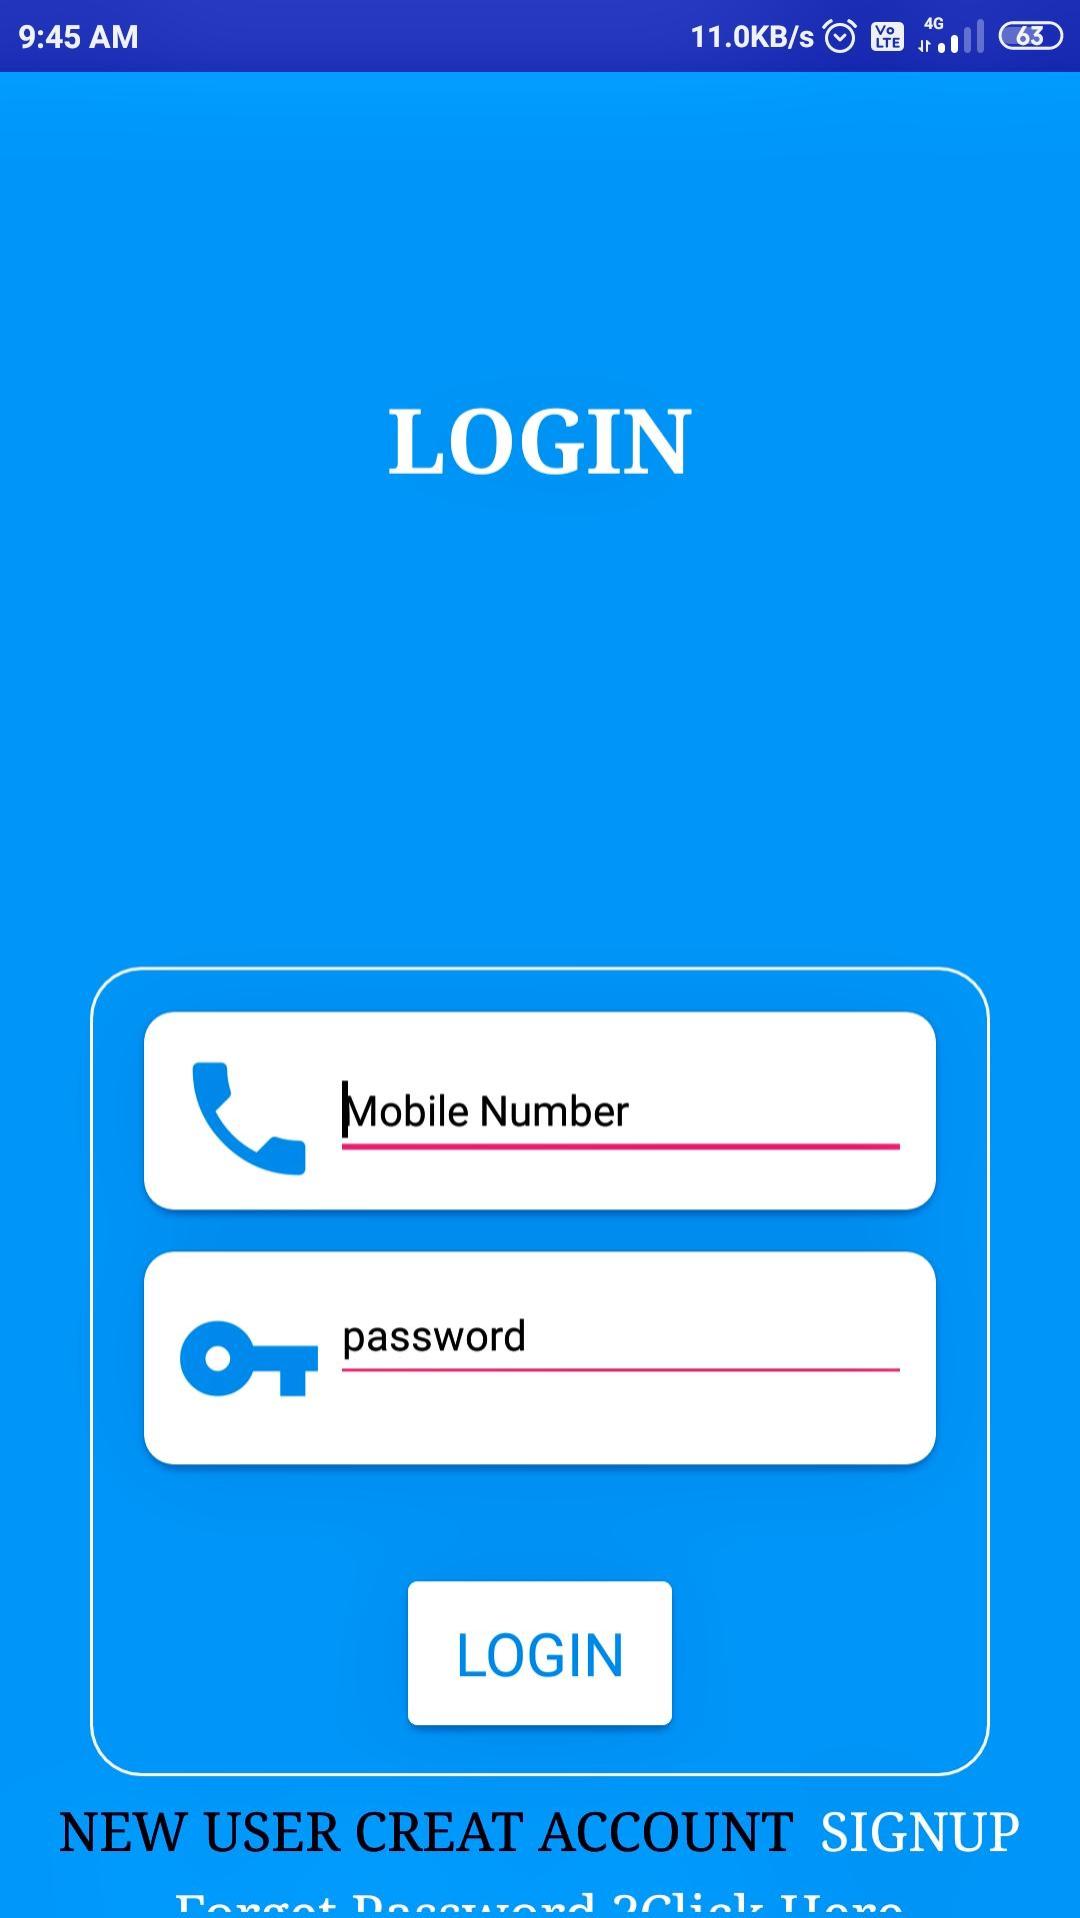 9:45 AM 11.0KB/s Vo LTE 4G 63
LOGIN
Mobile Number
password
LOGIN
NEW USER CREAT ACCOUNT SIGNUP
Forget Password ?Click Here